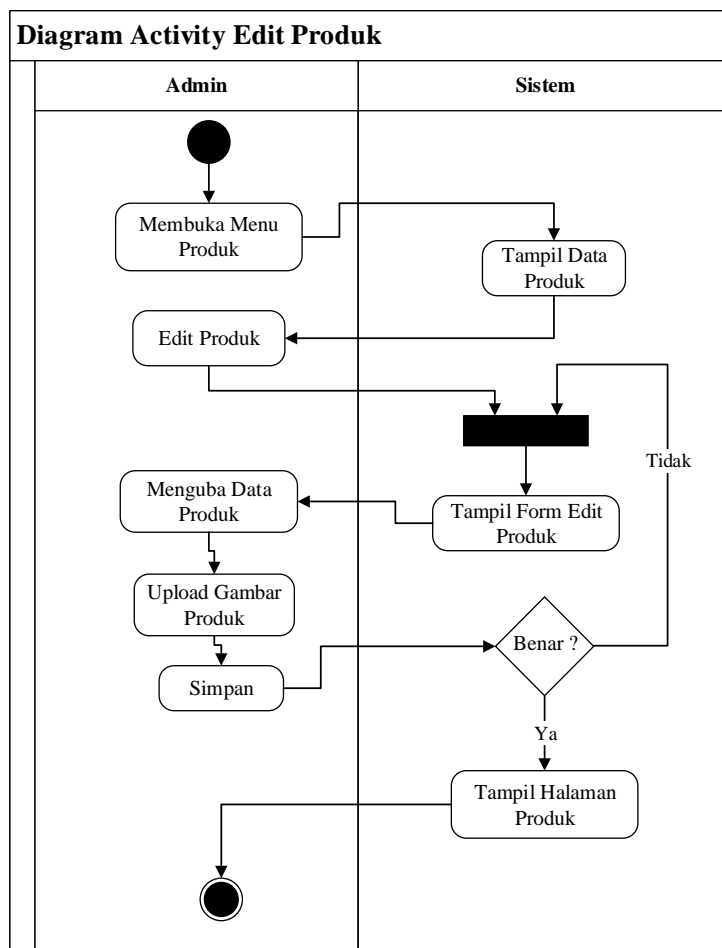 Diagram Activity Edit Produk
Admin
Sistem
Membuka Menu
Produk
Tampil Data
Produk
Edit Produk
Tidak
Menguba Data
Produk
Tampil Form Edit
Produk
Upload Gambar
Produk
Benar ?
Simpan
Ya
Tampil Halaman
Produk